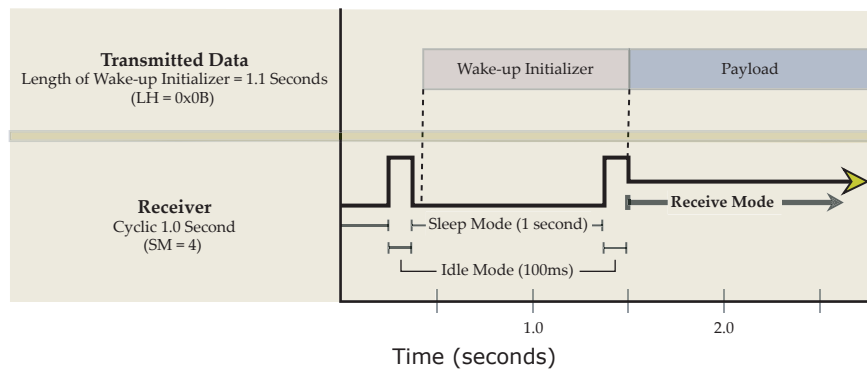 Transmitted Data
Length of Wake-up Initializer = 1.1 Seconds
(LH = 0x0B)
Wake-up Initializer
Payload
Receiver
Cyclic 1.0 Second
(SM = 4)
Receive Mode
Sleep Mode (1 second)
Idle Mode (100ms)
1.0
2.0
Time (seconds)